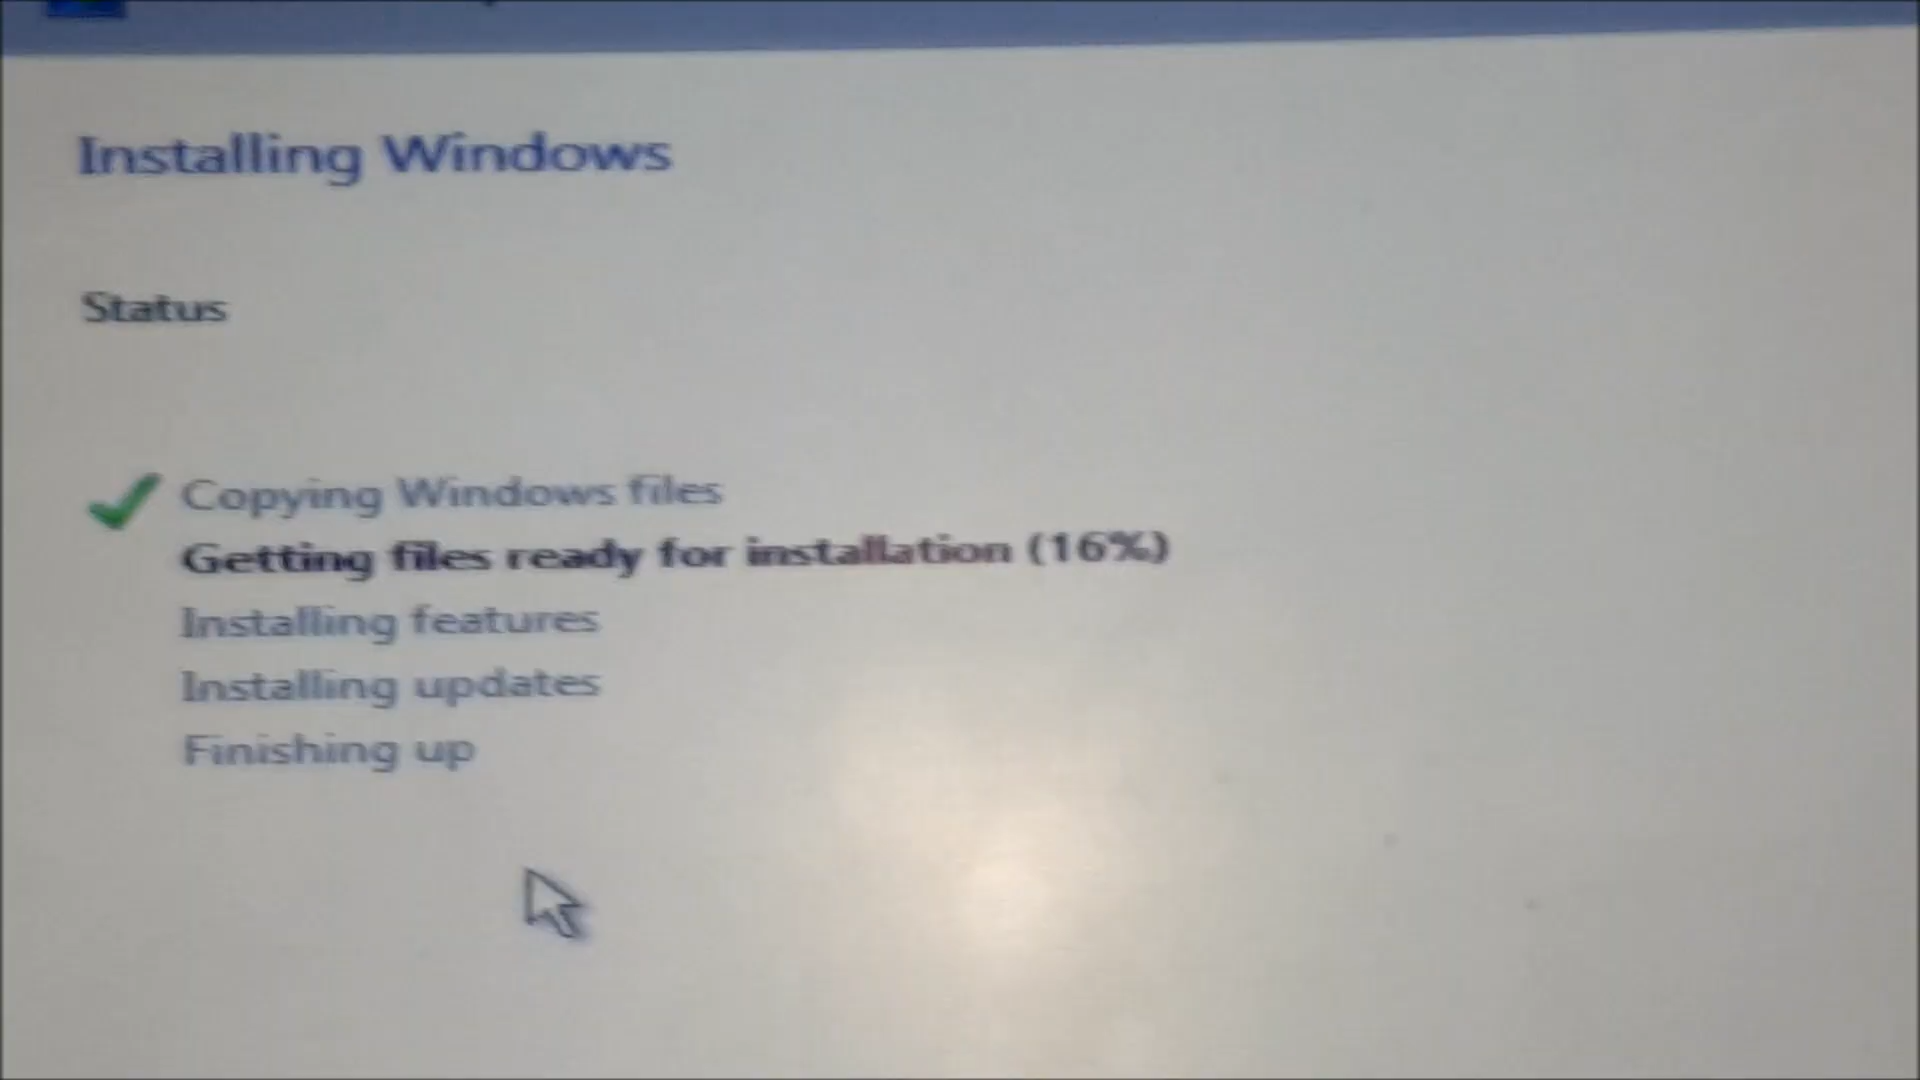 Installing Windows
Status
Copying Windows files
Getting files ready for installation (16%)
Installing features
Installing updates
Finishing up